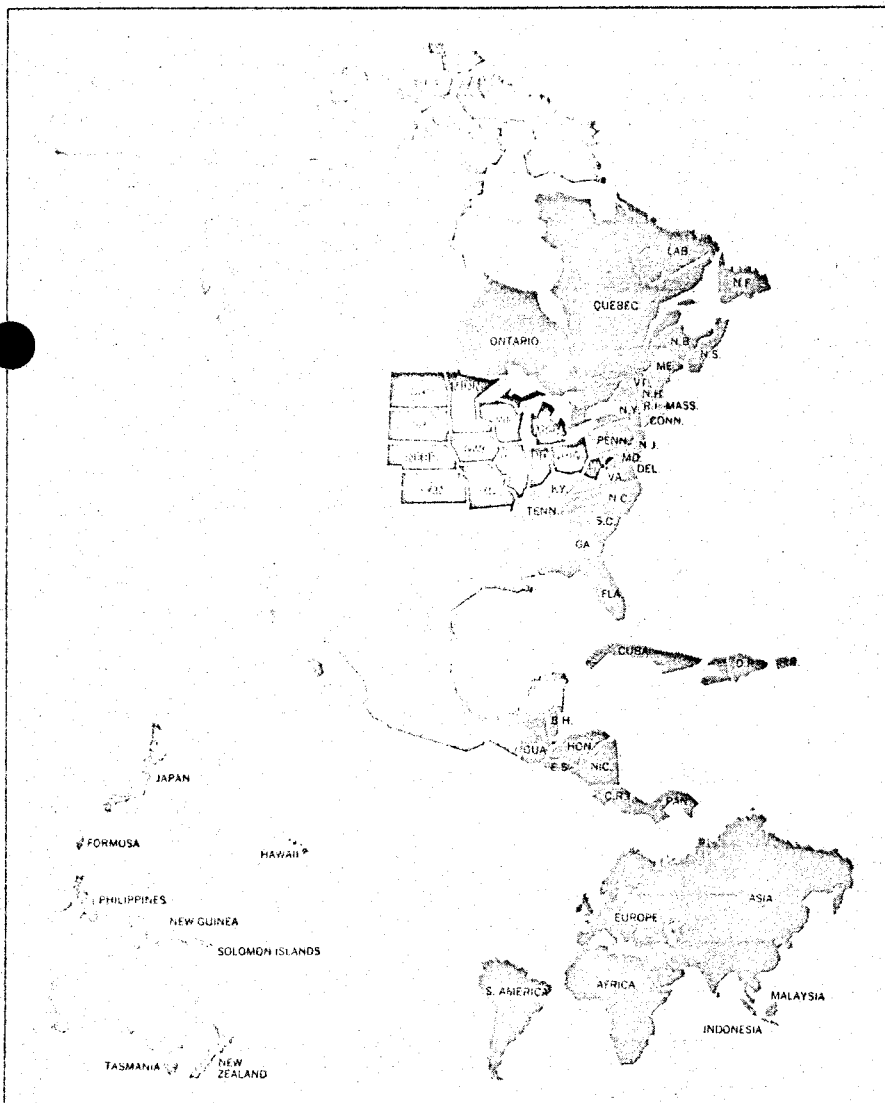 LAB.
N.F.
QUEBEC
ONTARIO
N.B.
N.S.
ME.
VT.
N.H.
N.Y.
R.I.
MASS.
CONN.
PENN.
N.J.
MD.
DEL.
VA.
KY.
N.C.
TENN.
S.C.
GA
FLA.
CUBA
D.R.
B.H.
GUA
HON.
E.S.
NIC.
C.R.
PAN.
JAPAN
FORMOSA
HAWAII
PHILIPPINES
NEW GUINEA
SOLOMON ISLANDS
EUROPE
ASIA
S. AMERICA
AFRICA
MALAYSIA
INDONESIA
TASMANIA
NEW
ZEALAND